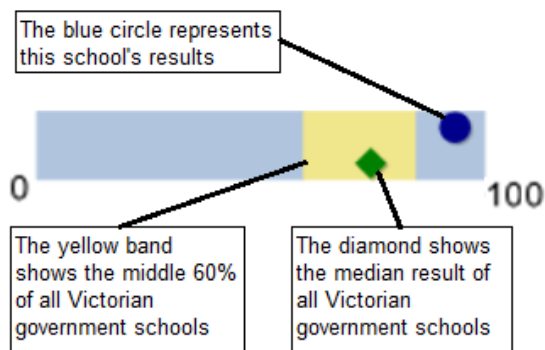 The blue circle represents
this school's results
0
100
The yellow band
shows the middle 60%
of all Victorian
government schools
The diamond shows
the median result of
all Victorian
government schools